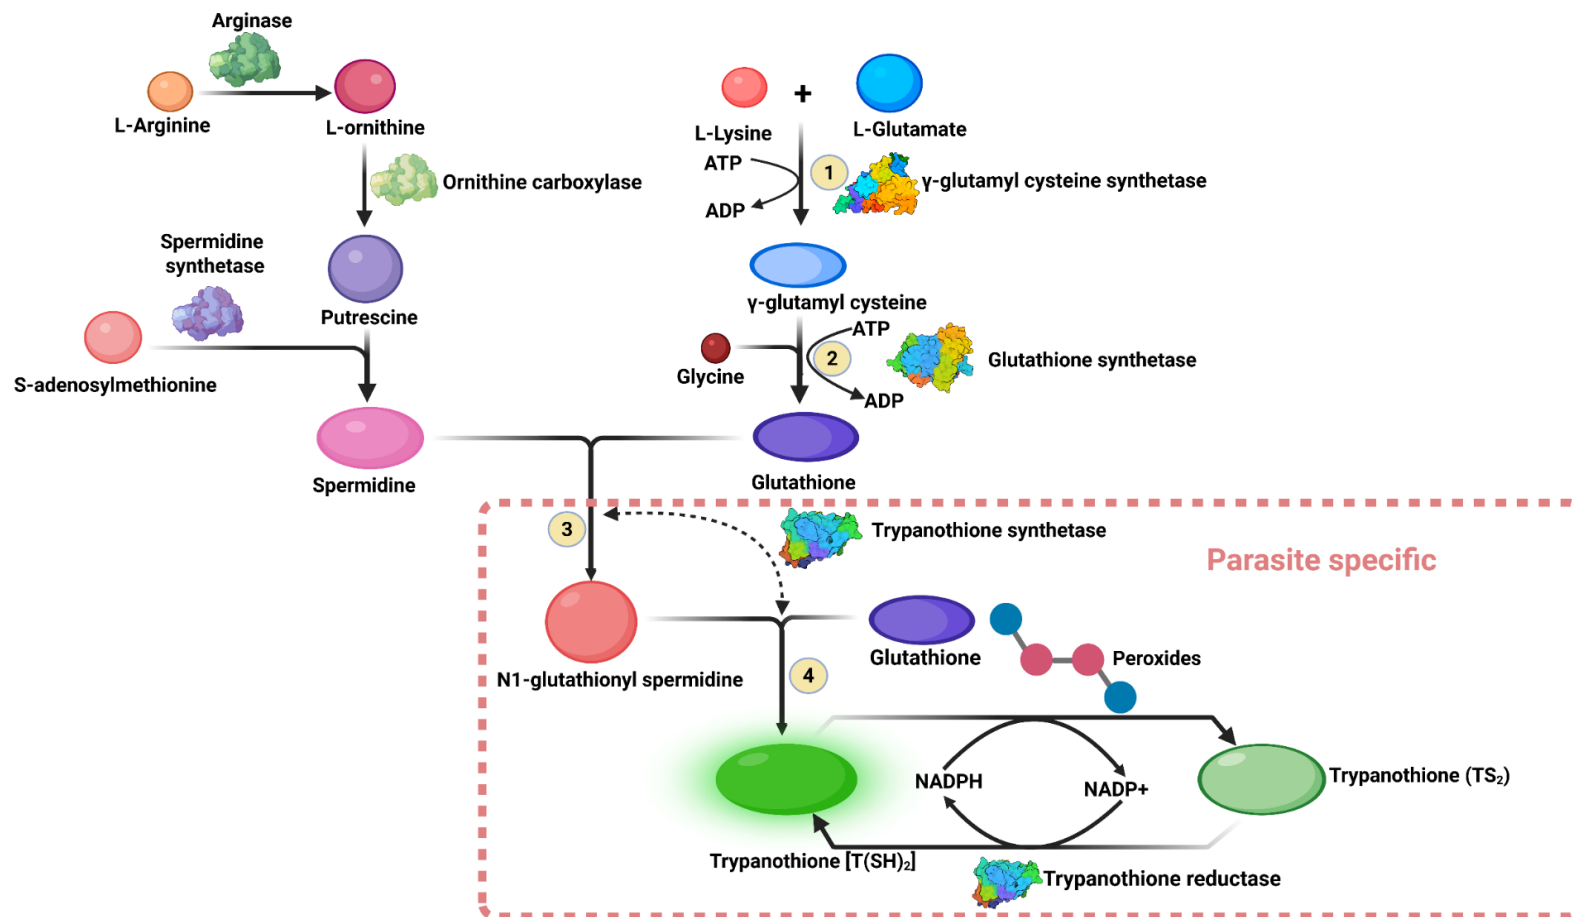 Arginase
L-Arginine
L-ornithine
Ornithine carboxylase
Spermidine
synthetase
Putrescine
S-adenosylmethionine
Spermidine
+
L-Lysine
L-Glutamate
ATP
1
γ-glutamyl cysteine synthetase
ADP
γ-glutamyl cysteine
ATP
2
Glutathione synthetase
Glycine
ADP
Glutathione
3
Trypanothione synthetase
Parasite specific
Glutathione
Peroxides
N1-glutathionyl spermidine
4
NADPH
NADP+
Trypanothione (TS₂)
Trypanothione [T(SH)₂]
Trypanothione reductase